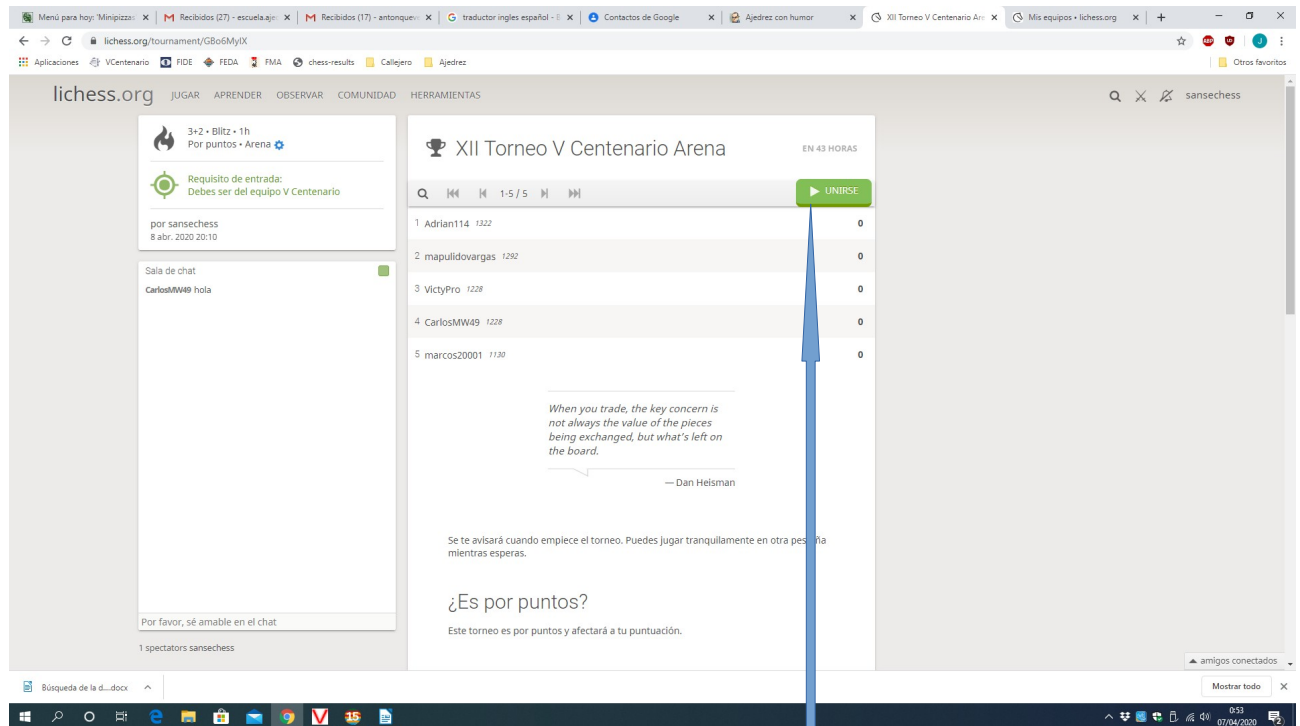 Menú para hoy: 'Minipizzas
Recibidos (27) - escuela.aje
Recibidos (17) - antonqueve
traductor ingles español - B
Contactos de Google
Ajedrez con humor
XII Torneo V Centenario Are
Mis equipos • lichess.org
lichess.org/tournament/GBo6MylX
Aplicaciones VCentenario FIDE FEDA FMA chess-results Callejero Ajedrez Otros favoritos
lichess.org JUGAR APRENDER OBSERVAR COMUNIDAD HERRAMIENTAS sansechess
3+2 • Blitz • 1h
Por puntos • Arena
Requisito de entrada:
Debes ser del equipo V Centenario
por sansechess
8 abr. 2020 20:10
Sala de chat
CarlosMW49 hola
Por favor, sé amable en el chat
1 spectators sansechess
XII Torneo V Centenario Arena EN 43 HORAS
1-5 / 5 UNIRSE
1 Adrian114 1322 0
2 mapulidovargas 1292 0
3 VictyPro 1228 0
4 CarlosMW49 1228 0
5 marcos20001 1130 0
When you trade, the key concern is
not always the value of the pieces
being exchanged, but what's left on
the board.
— Dan Heisman
Se te avisará cuando empiece el torneo. Puedes jugar tranquilamente en otra pestaña
mientras esperas.
¿Es por puntos?
Este torneo es por puntos y afectará a tu puntuación.
amigos conectados
Búsqueda de la d....docx Mostrar todo
0:53
07/04/2020